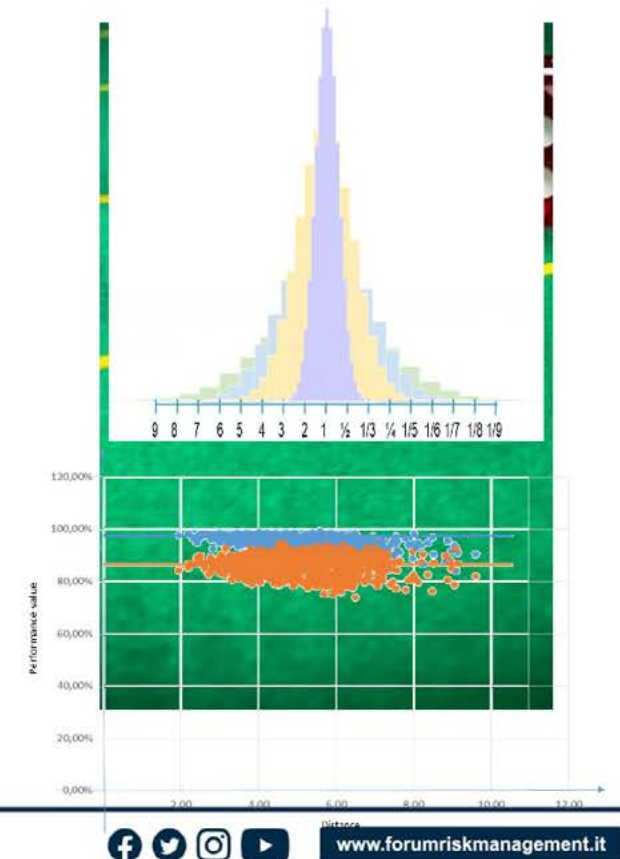 9 8 7 6 5 4 3 2 1 ½ 1/3 ¼ 1/5 1/6 1/7 1/8 1/9
120,00%
100,00%
80,00%
60,00%
40,00%
20,00%
0,00%
Performance value
2,00 4,00 6,00 8,00 10,00 12,00
Distance
www.forumriskmanagement.it